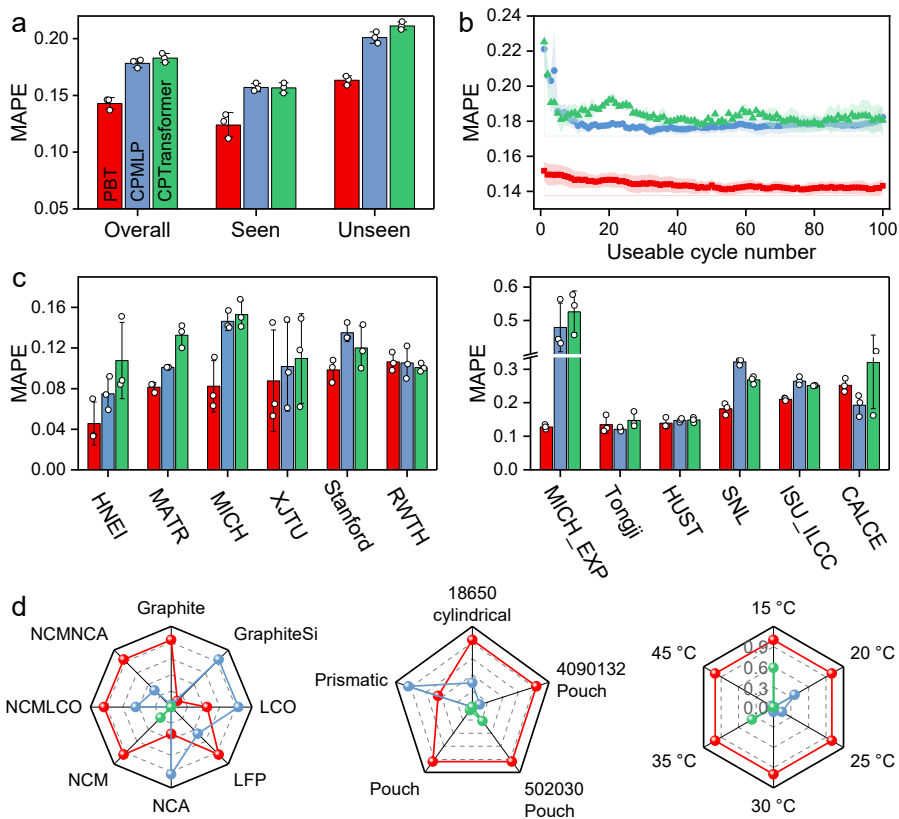 a
MAPE
0.20
0.15
0.10
0.05
PBT
CPMLP
CPTransformer
Overall
Seen
Unseen
b
MAPE
0.24
0.22
0.18
0.16
0.14
0
20
40
60
80
100
Useable cycle number
c
MAPE
0.16
0.12
0.08
0.04
0.00
HNEI
MATR
MICH
XJTU
Stanford
RWTH
MAPE
0.6
0.5
0.3
0.2
0.1
0.0
MICH_EXP
Tongji
HUST
SNL
ISU_ILCC
CALCE
d
Graphite
GraphiteSi
LCO
LFP
NCA
NCM
NCMLCO
NCMNCA
18650
cylindrical
4090132
Pouch
502030
Pouch
Pouch
Prismatic
15 °C
20 °C
25 °C
30 °C
35 °C
45 °C
0.9
0.6
0.3
0.0